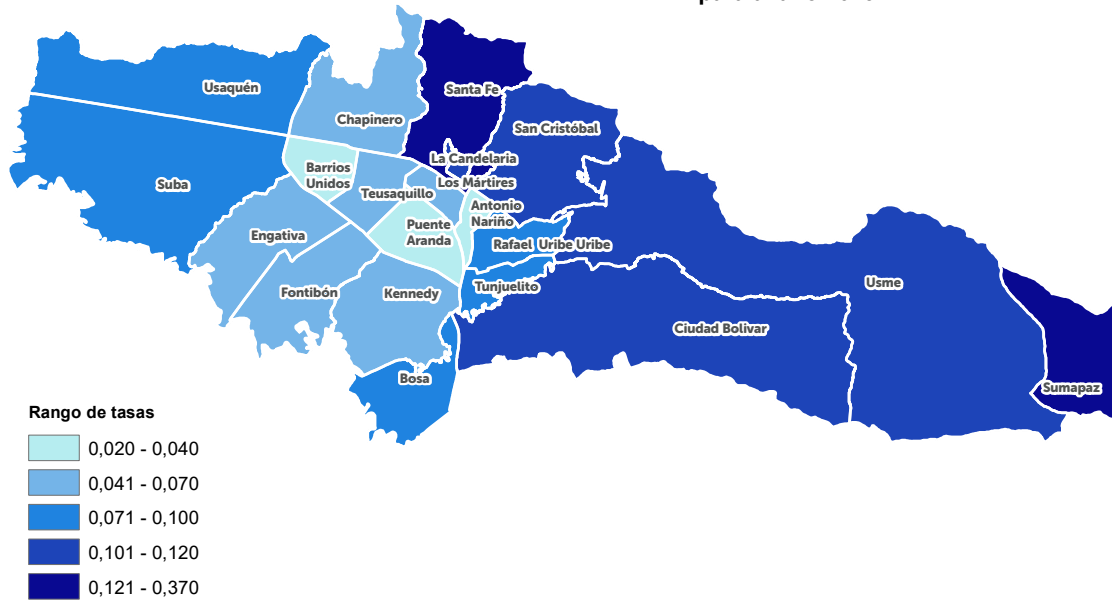 Usaquén
Santa Fe
Chapinero
San Cristóbal
La Candelaria
Barrios
Unidos
Suba
Los Mártires
Teusaquillo
Antonio
Nariño
Puente
Aranda
Engativa
Rafael Uribe Uribe
Usme
Tunjuelito
Fontibón
Kennedy
Ciudad Bolivar
Bosa
Sumapaz
Rango de tasas
0,020 - 0,040
0,041 - 0,070
0,071 - 0,100
0,101 - 0,120
0,121 - 0,370